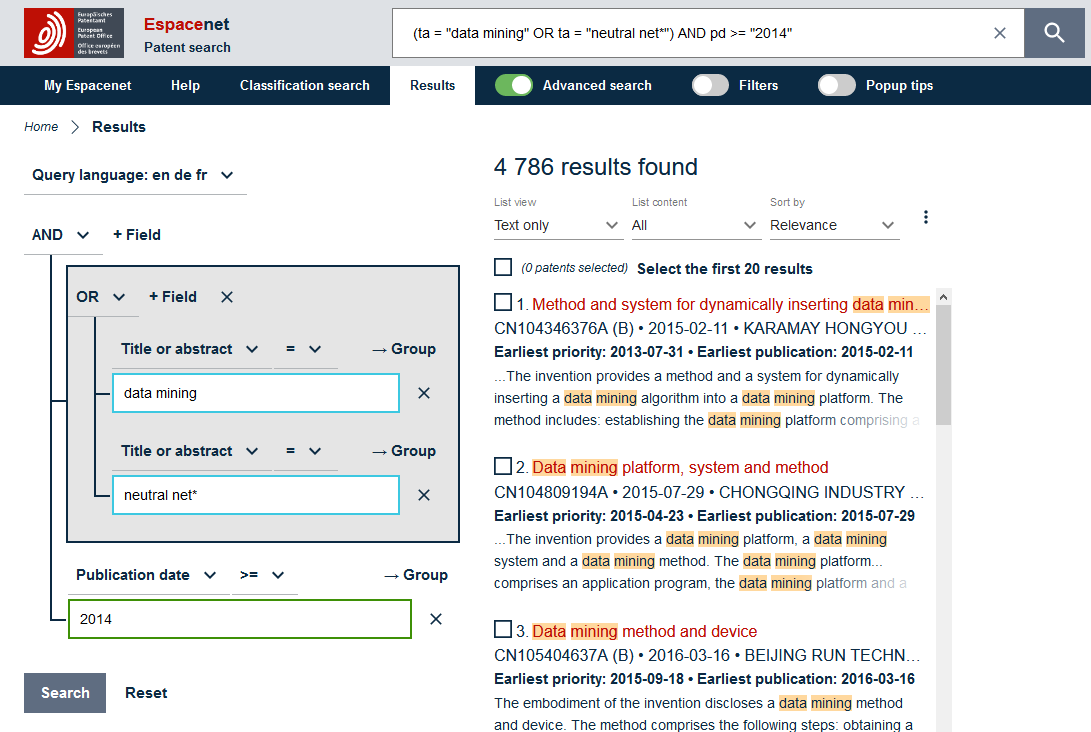 Europäisches
Patentamt
European
Patent Office
Office européen
des brevets
Espacenet
Patent search
(ta = "data mining" OR ta = "neutral net*") AND pd >= "2014"
My Espacenet Help Classification search Results Advanced search Filters Popup tips
Home Results
Query language: en de fr
AND + Field
OR + Field
Title or abstract = → Group
data mining
Title or abstract = → Group
neutral net*
Publication date >= → Group
2014
Search Reset
4 786 results found
List view List content Sort by
Text only All Relevance
(0 patents selected) Select the first 20 results
1. Method and system for dynamically inserting data min...
CN104346376A (B) • 2015-02-11 • KARAMAY HONGYOU ...
Earliest priority: 2013-07-31 • Earliest publication: 2015-02-11
...The invention provides a method and a system for dynamically
inserting a data mining algorithm into a data mining platform. The
method includes: establishing the data mining platform comprising a
2. Data mining platform, system and method
CN104809194A • 2015-07-29 • CHONGQING INDUSTRY ...
Earliest priority: 2015-04-23 • Earliest publication: 2015-07-29
...The invention provides a data mining platform, a data mining
system and a data mining method. The data mining platform...
comprises an application program, the data mining platform and a
3. Data mining method and device
CN105404637A (B) • 2016-03-16 • BEIJING RUN TECHN...
Earliest priority: 2015-09-18 • Earliest publication: 2016-03-16
The embodiment of the invention discloses a data mining method
and device. The method comprises the following steps: obtaining a